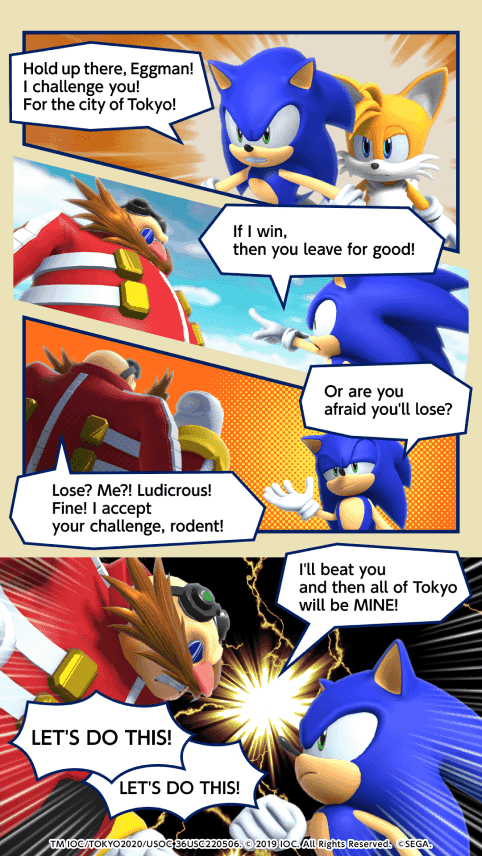 Hold up there, Eggman!
I challenge you!
For the city of Tokyo!
If I win,
then you leave for good!
Or are you
afraid you'll lose?
Lose? Me?! Ludicrous!
Fine! I accept
your challenge, rodent!
I'll beat you
and then all of Tokyo
will be MINE!
LET'S DO THIS!
LET'S DO THIS!
TM IOC/TOKYO2020/USOC 36USC220506. © 2019 IOC. All Rights Reserved. ©SEGA.